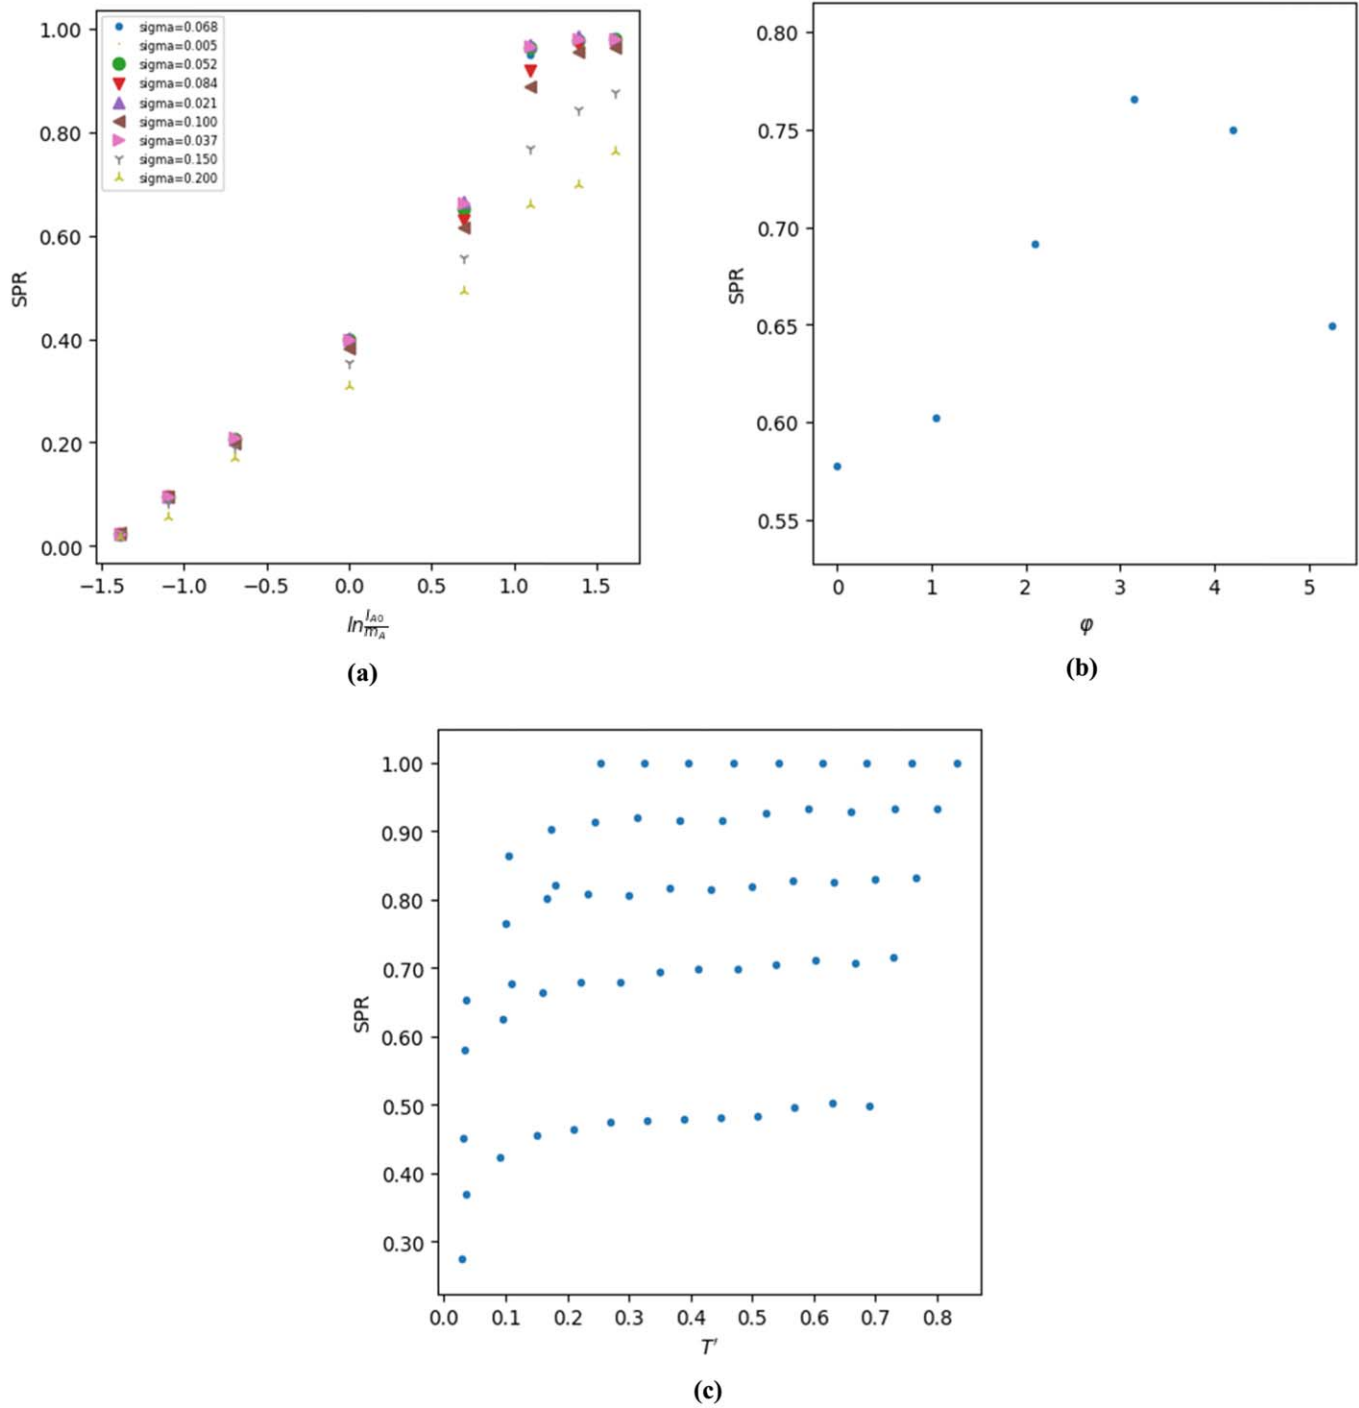 sigma=0.068
sigma=0.005
sigma=0.052
sigma=0.084
sigma=0.021
sigma=0.100
sigma=0.037
sigma=0.150
sigma=0.200
1.00
0.80
0.60
0.40
0.20
0.00
SPR
−1.5 −1.0 −0.5 0.0 0.5 1.0 1.5
ln I_A0/m_A
(a)
0.80
0.75
0.70
0.65
0.60
0.55
SPR
0 1 2 3 4 5
φ
(b)
1.00
0.90
0.80
0.70
0.60
0.50
0.40
0.30
SPR
0.0 0.1 0.2 0.3 0.4 0.5 0.6 0.7 0.8
T′
(c)